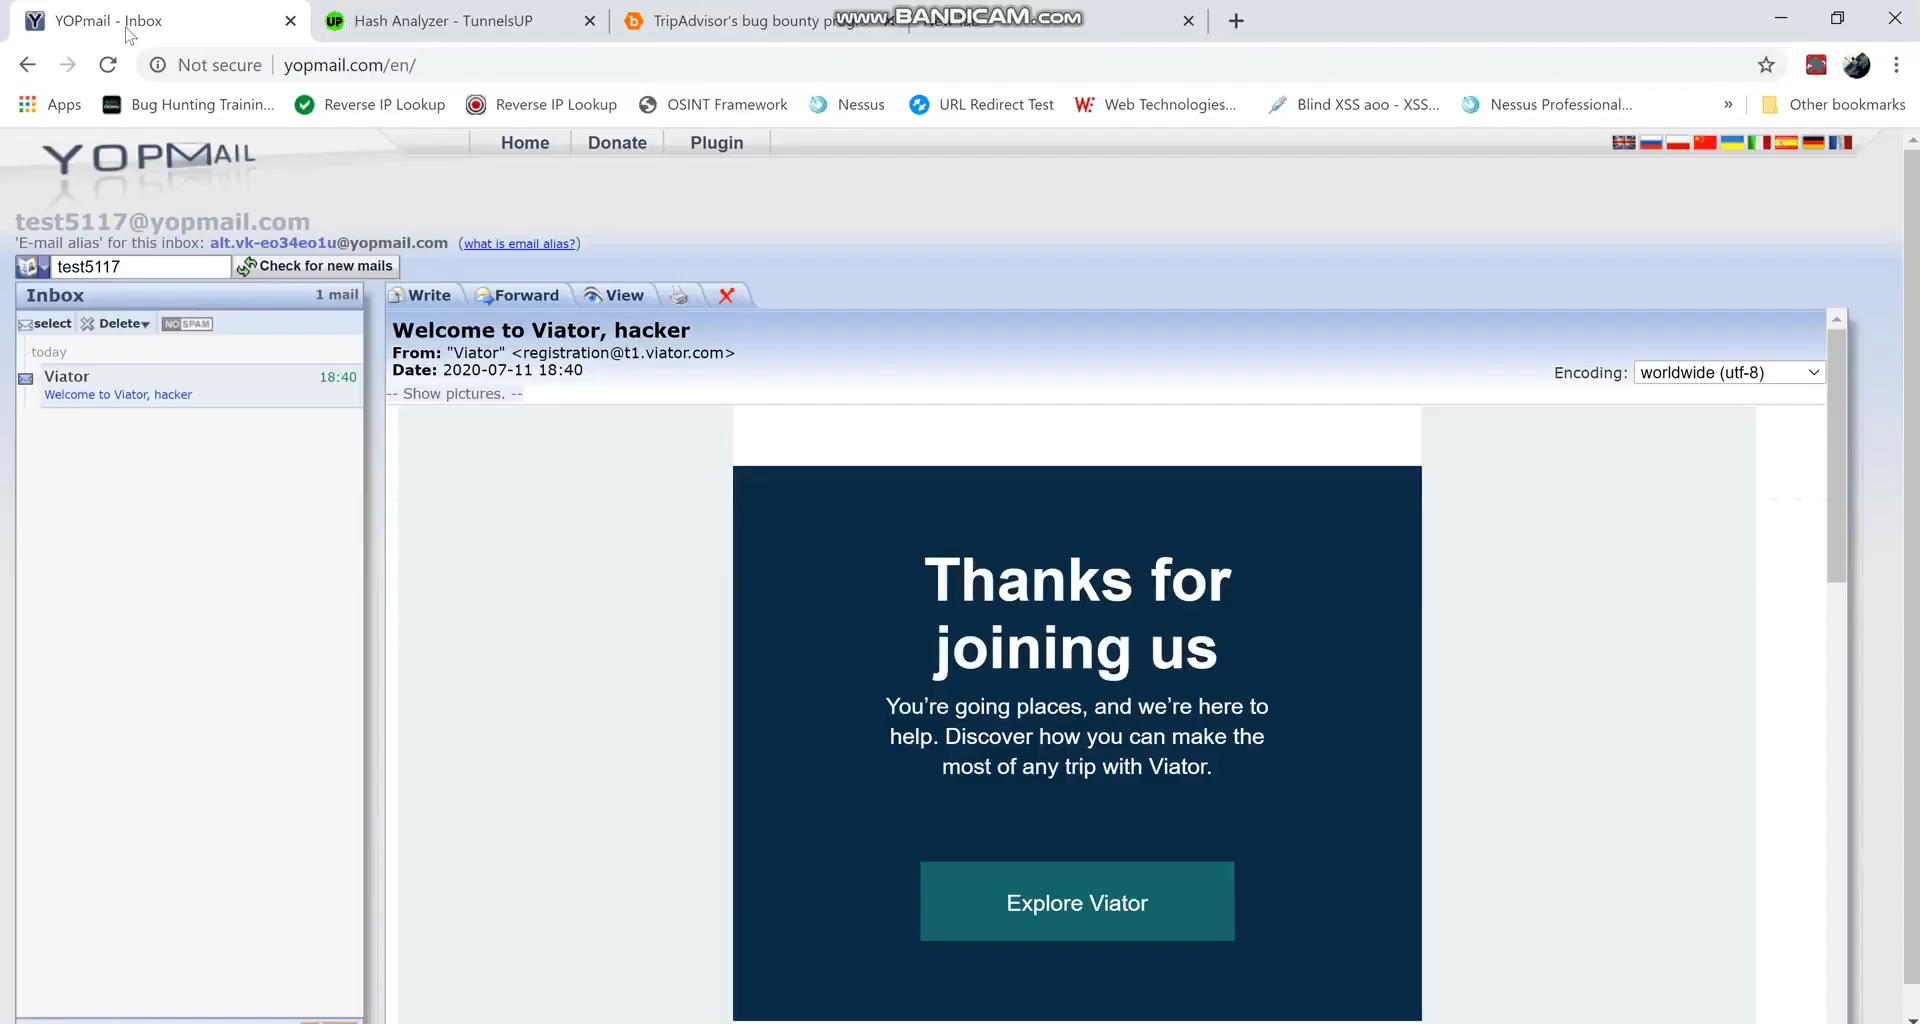 YOPmail - Inbox
UP Hash Analyzer - TunnelsUP
b TripAdvisor's bug bounty pro
www.BANDICAM.com
Not secure yopmail.com/en/
Apps Bug Hunting Trainin... Reverse IP Lookup Reverse IP Lookup OSINT Framework Nessus URL Redirect Test W Web Technologies... Blind XSS aoo - XSS... Nessus Professional... » Other bookmarks
YOPMAIL
Home Donate Plugin
test5117@yopmail.com
'E-mail alias' for this inbox: alt.vk-eo34eo1u@yopmail.com (what is email alias?)
test5117 Check for new mails
Inbox 1 mail
select Delete NO SPAM
today
Viator 18:40
Welcome to Viator, hacker
Write Forward View
Welcome to Viator, hacker
From: "Viator" <registration@t1.viator.com>
Date: 2020-07-11 18:40
Encoding: worldwide (utf-8)
-- Show pictures. --
Thanks for
joining us
You’re going places, and we’re here to
help. Discover how you can make the
most of any trip with Viator.
Explore Viator